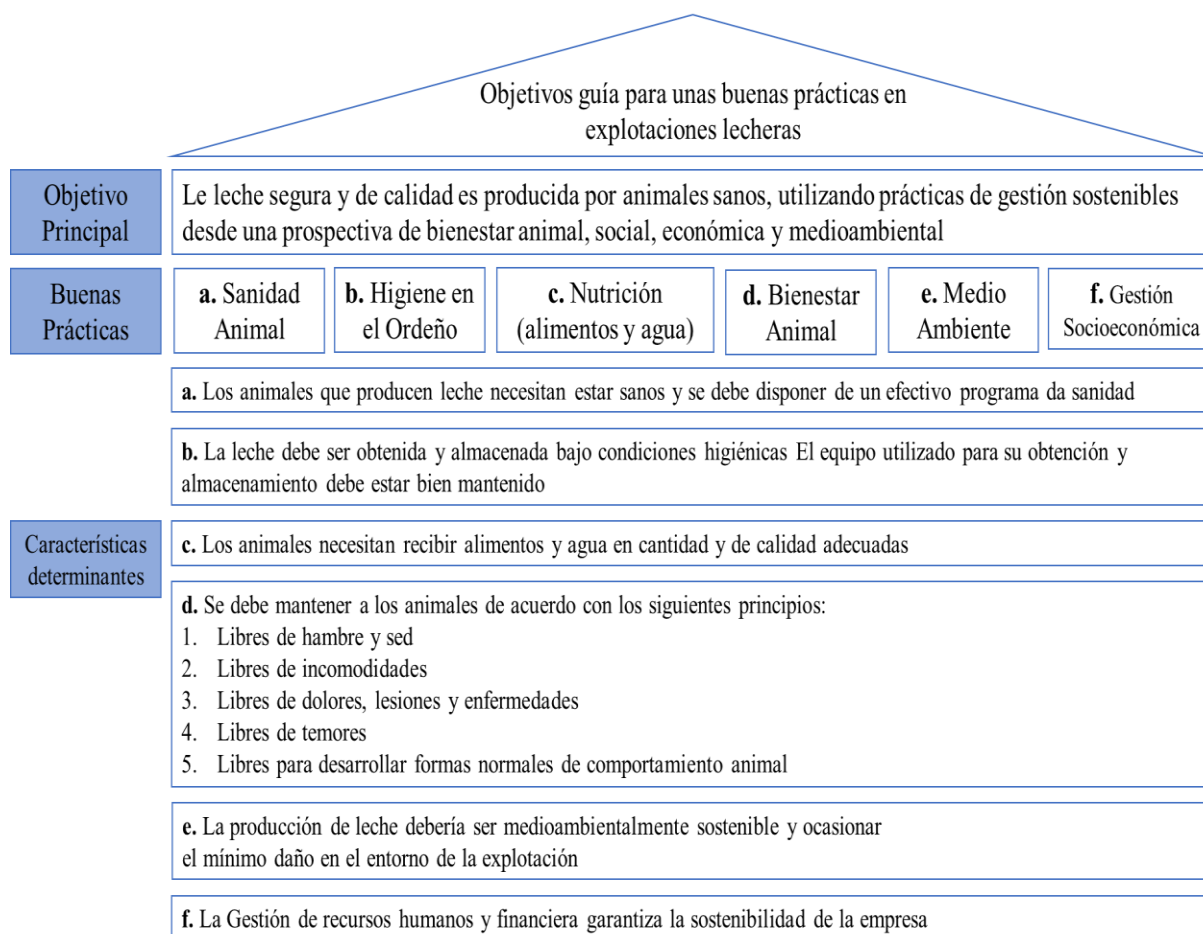 Objetivos guía para unas buenas prácticas en
explotaciones lecheras
Objetivo
Principal
Le leche segura y de calidad es producida por animales sanos, utilizando prácticas de gestión sostenibles
desde una prospectiva de bienestar animal, social, económica y medioambiental
Buenas
Prácticas
a. Sanidad
Animal
b. Higiene en
el Ordeño
c. Nutrición
(alimentos y agua)
d. Bienestar
Animal
e. Medio
Ambiente
f. Gestión
Socioeconómica
a. Los animales que producen leche necesitan estar sanos y se debe disponer de un efectivo programa da sanidad
b. La leche debe ser obtenida y almacenada bajo condiciones higiénicas El equipo utilizado para su obtención y
almacenamiento debe estar bien mantenido
Características
determinantes
c. Los animales necesitan recibir alimentos y agua en cantidad y de calidad adecuadas
d. Se debe mantener a los animales de acuerdo con los siguientes principios:
1. Libres de hambre y sed
2. Libres de incomodidades
3. Libres de dolores, lesiones y enfermedades
4. Libres de temores
5. Libres para desarrollar formas normales de comportamiento animal
e. La producción de leche debería ser medioambientalmente sostenible y ocasionar
el mínimo daño en el entorno de la explotación
f. La Gestión de recursos humanos y financiera garantiza la sostenibilidad de la empresa